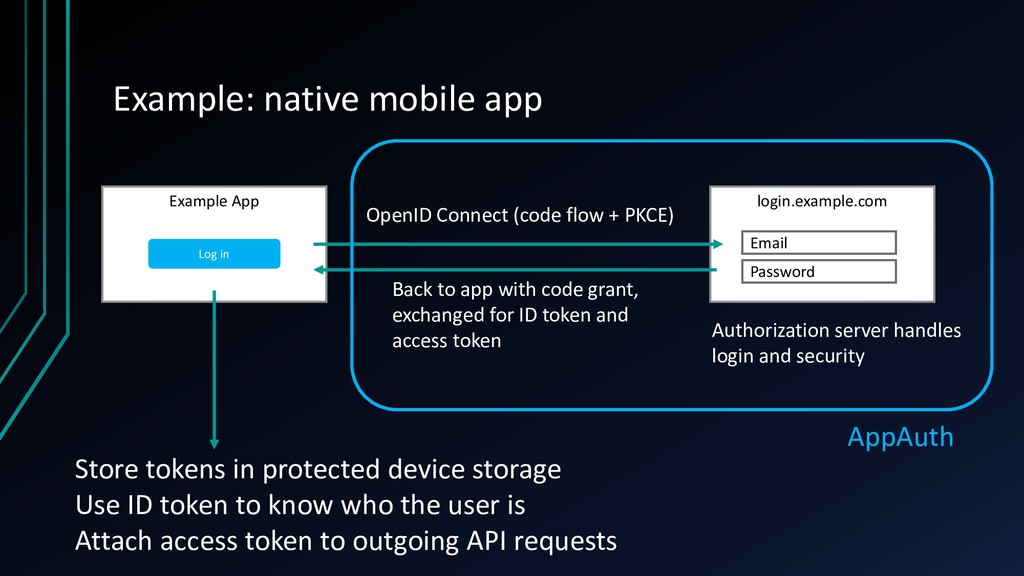 Example: native mobile app
Example App
Log in
OpenID Connect (code flow + PKCE)
login.example.com
Email
Password
Back to app with code grant,
exchanged for ID token and
access token
Authorization server handles
login and security
AppAuth
Store tokens in protected device storage
Use ID token to know who the user is
Attach access token to outgoing API requests